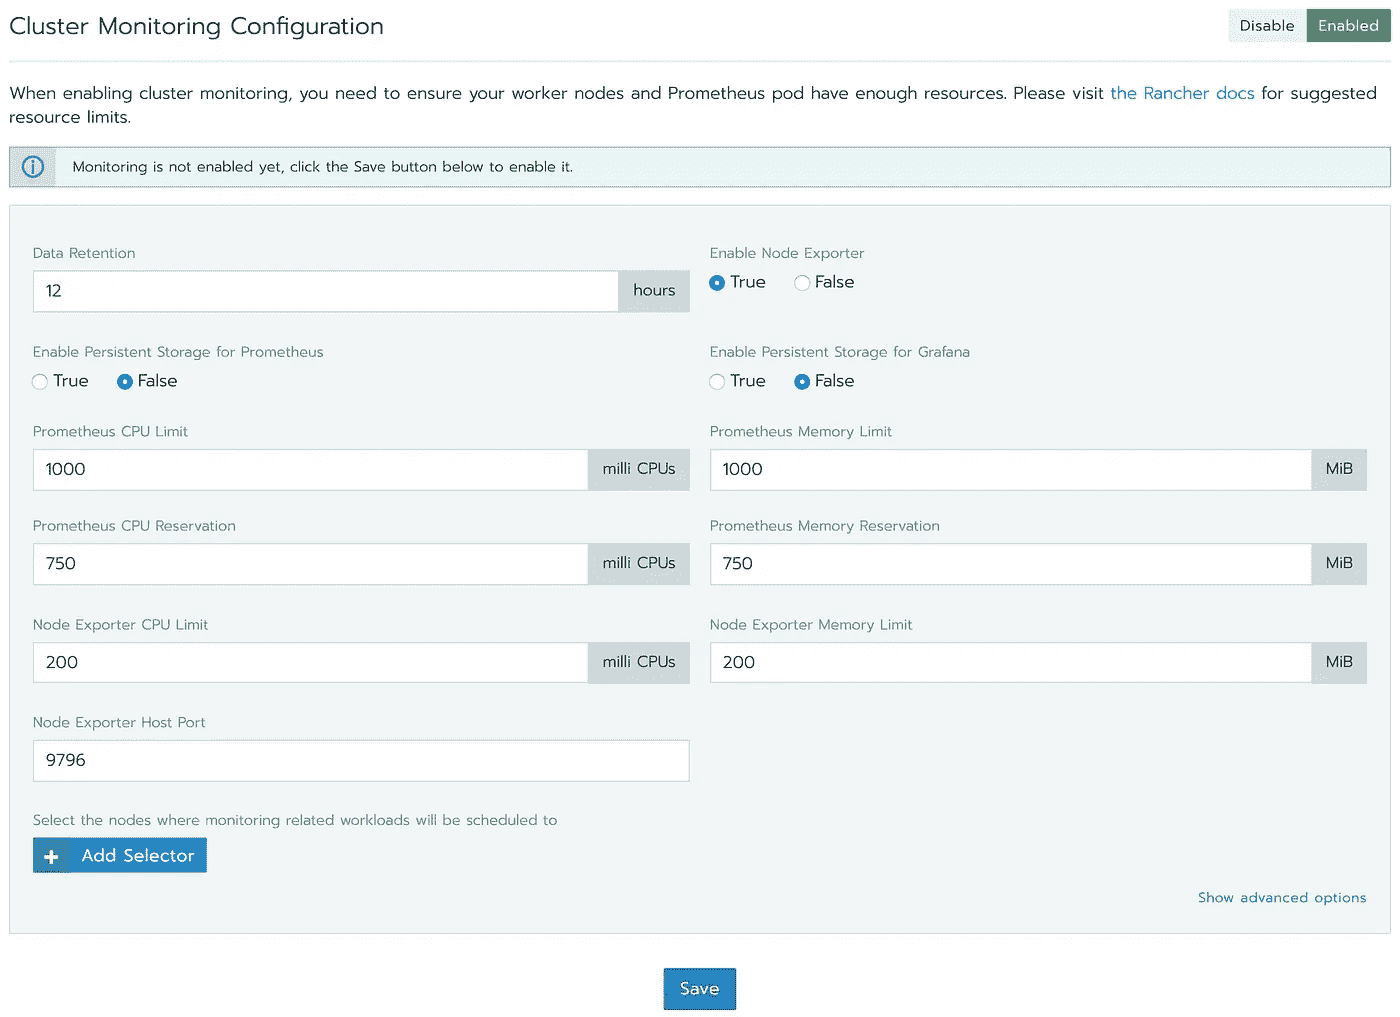 Cluster Monitoring Configuration
Disable Enabled
When enabling cluster monitoring, you need to ensure your worker nodes and Prometheus pod have enough resources. Please visit the Rancher docs for suggested
resource limits.
Monitoring is not enabled yet, click the Save button below to enable it.
Data Retention
12 hours
Enable Node Exporter
True False
Enable Persistent Storage for Prometheus
True False
Enable Persistent Storage for Grafana
True False
Prometheus CPU Limit
1000 milli CPUs
Prometheus Memory Limit
1000 MiB
Prometheus CPU Reservation
750 milli CPUs
Prometheus Memory Reservation
750 MiB
Node Exporter CPU Limit
200 milli CPUs
Node Exporter Memory Limit
200 MiB
Node Exporter Host Port
9796
Select the nodes where monitoring related workloads will be scheduled to
+ Add Selector
Show advanced options
Save